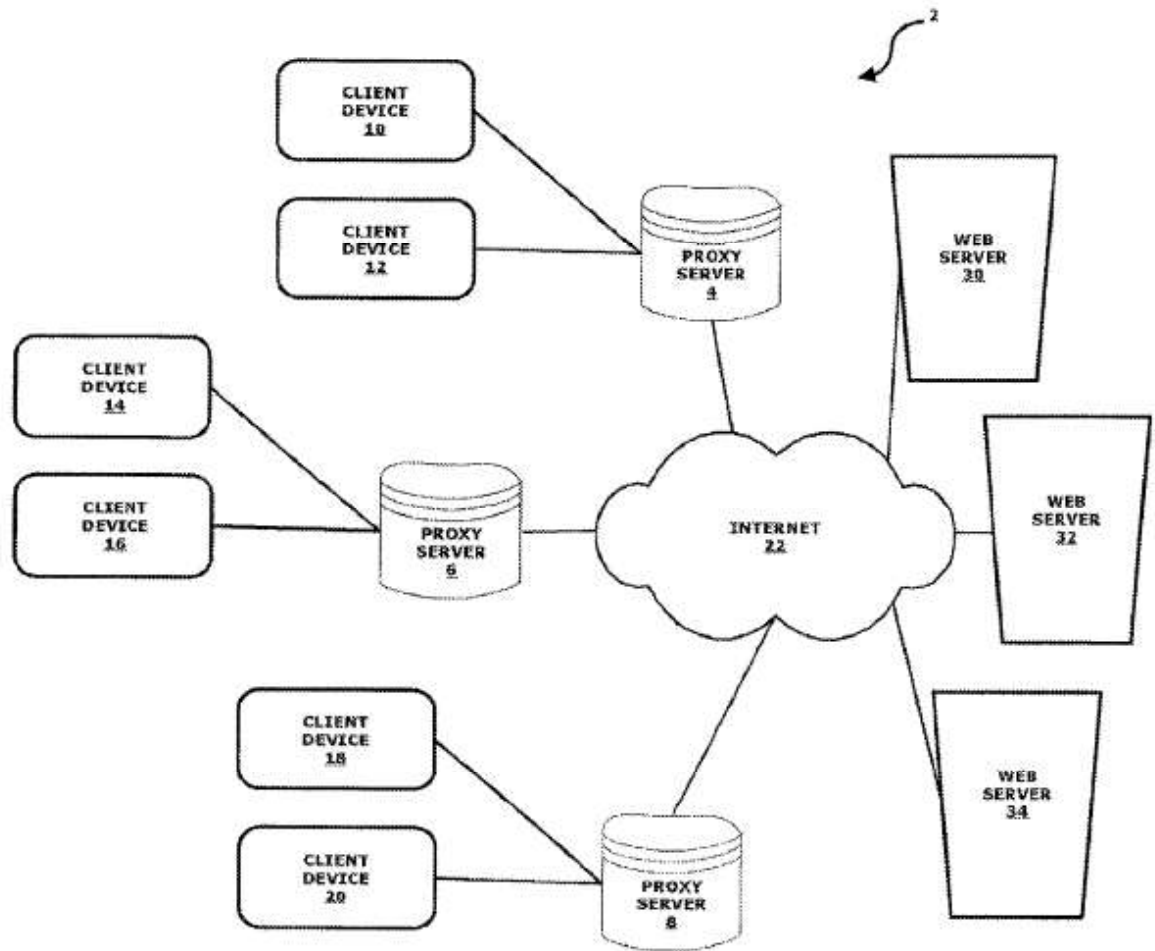 2
CLIENT
DEVICE
10
CLIENT
DEVICE
12
PROXY
SERVER
4
WEB
SERVER
30
CLIENT
DEVICE
14
CLIENT
DEVICE
16
PROXY
SERVER
6
INTERNET
22
WEB
SERVER
32
CLIENT
DEVICE
18
CLIENT
DEVICE
20
PROXY
SERVER
8
WEB
SERVER
34